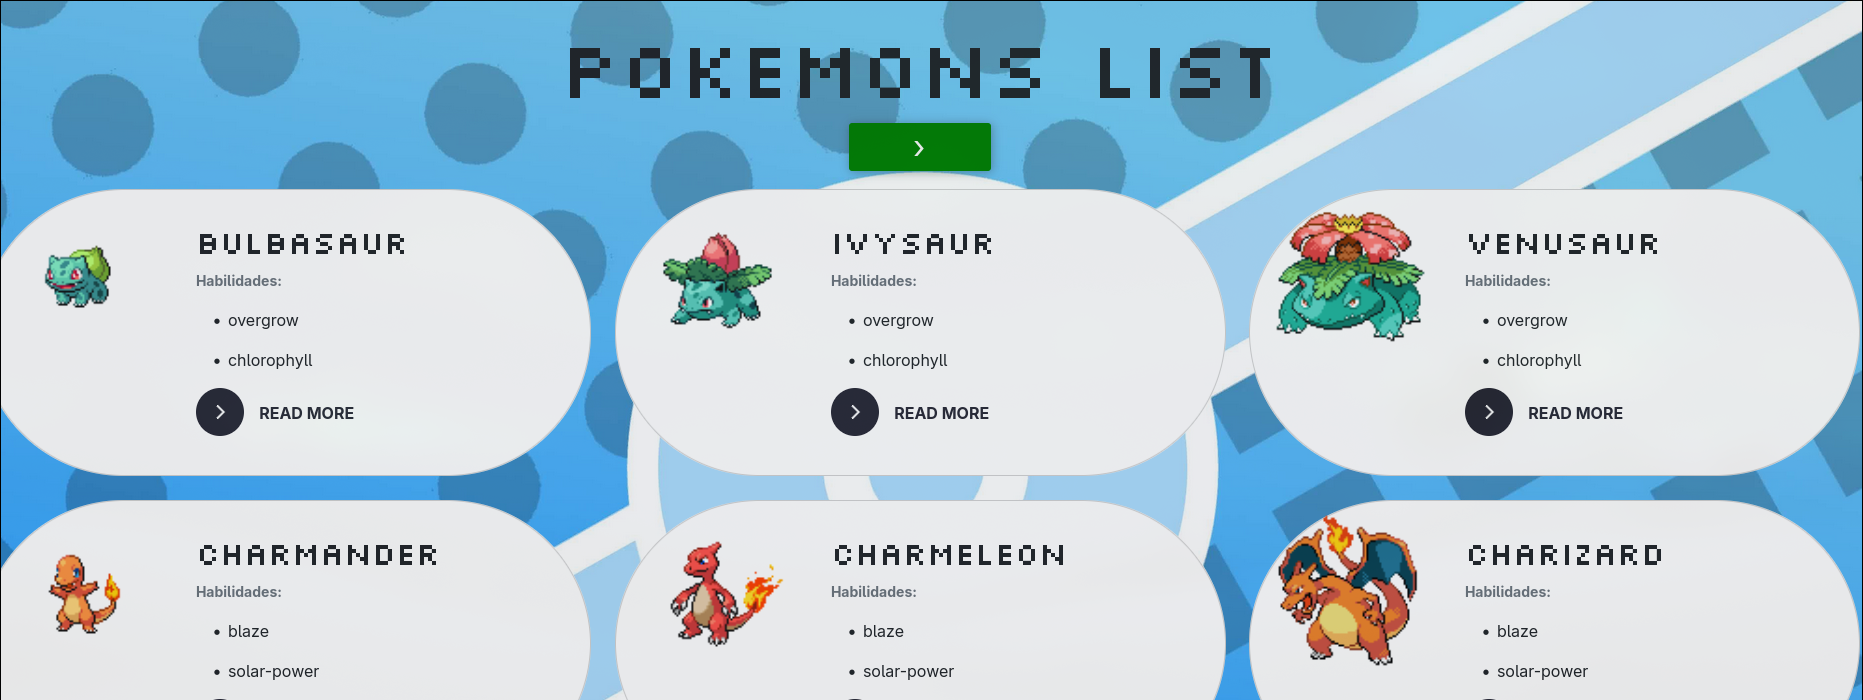 POKEMONS LIST
›
BULBASAUR
Habilidades:
• overgrow
• chlorophyll
READ MORE
IVYSAUR
Habilidades:
• overgrow
• chlorophyll
READ MORE
VENUSAUR
Habilidades:
• overgrow
• chlorophyll
READ MORE
CHARMANDER
Habilidades:
• blaze
• solar-power
CHARMELEON
Habilidades:
• blaze
• solar-power
CHARIZARD
Habilidades:
• blaze
• solar-power